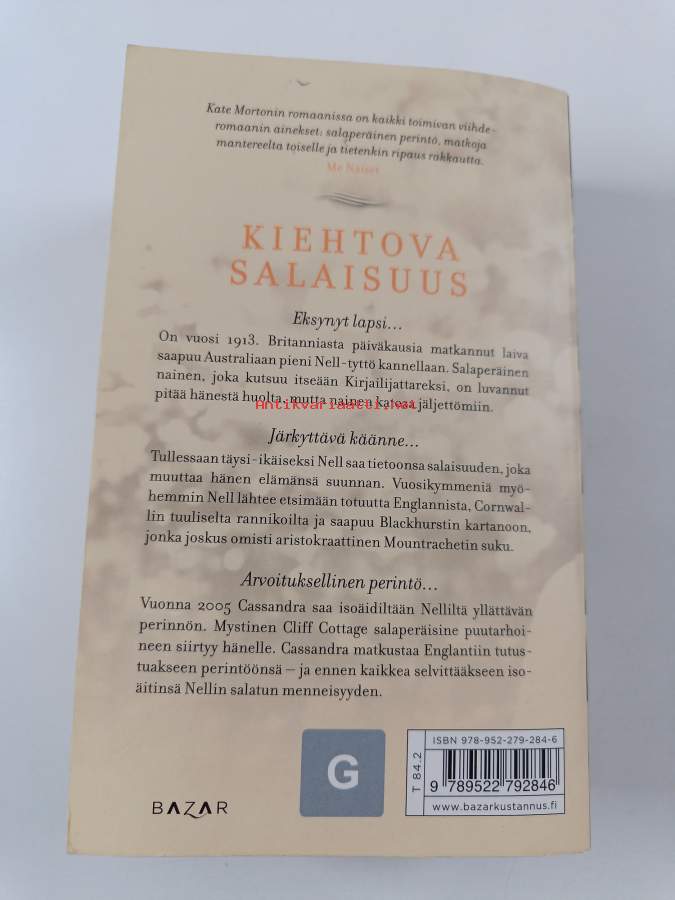 Kate Mortonin romaanissa on kaikki toimivan viihde-
romaanin ainekset: salaperäinen perintö, matkoja
mantereelta toiselle ja tietenkin ripaus rakkautta.
Me Naiset
KIEHTOVA
SALAISUUS
Eksynyt lapsi...
On vuosi 1913. Britanniasta päiväkausia matkannut laiva
saapuu Australiaan pieni Nell-tyttö kannellaan. Salaperäinen
nainen, joka kutsuu itseään Kirjailijattareksi, on luvannut
pitää hänestä huolta, mutta nainen katoaa jäljettömiin.
Antikvariaatti.net
Järkyttävä käänne...
Tullessaan täysi-ikäiseksi Nell saa tietoonsa salaisuuden, joka
muuttaa hänen elämänsä suunnan. Vuosikymmeniä myö-
hemmin Nell lähtee etsimään totuutta Englannista, Cornwal-
lin tuuliselta rannikoilta ja saapuu Blackhurstin kartanoon,
jonka joskus omisti aristokraattinen Mountrachetin suku.
Arvoituksellinen perintö...
Vuonna 2005 Cassandra saa isoäidiltään Nelliltä yllättävän
perinnön. Mystinen Cliff Cottage salaperäisine puutarhoi-
neen siirtyy hänelle. Cassandra matkustaa Englantiin tutus-
tuakseen perintöönsä – ja ennen kaikkea selvittääkseen iso-
äitinsä Nellin salatun menneisyyden.
BAZAR
G
T 84.2
ISBN 978-952-279-284-6
9 789522 792846
www.bazarkustannus.fi